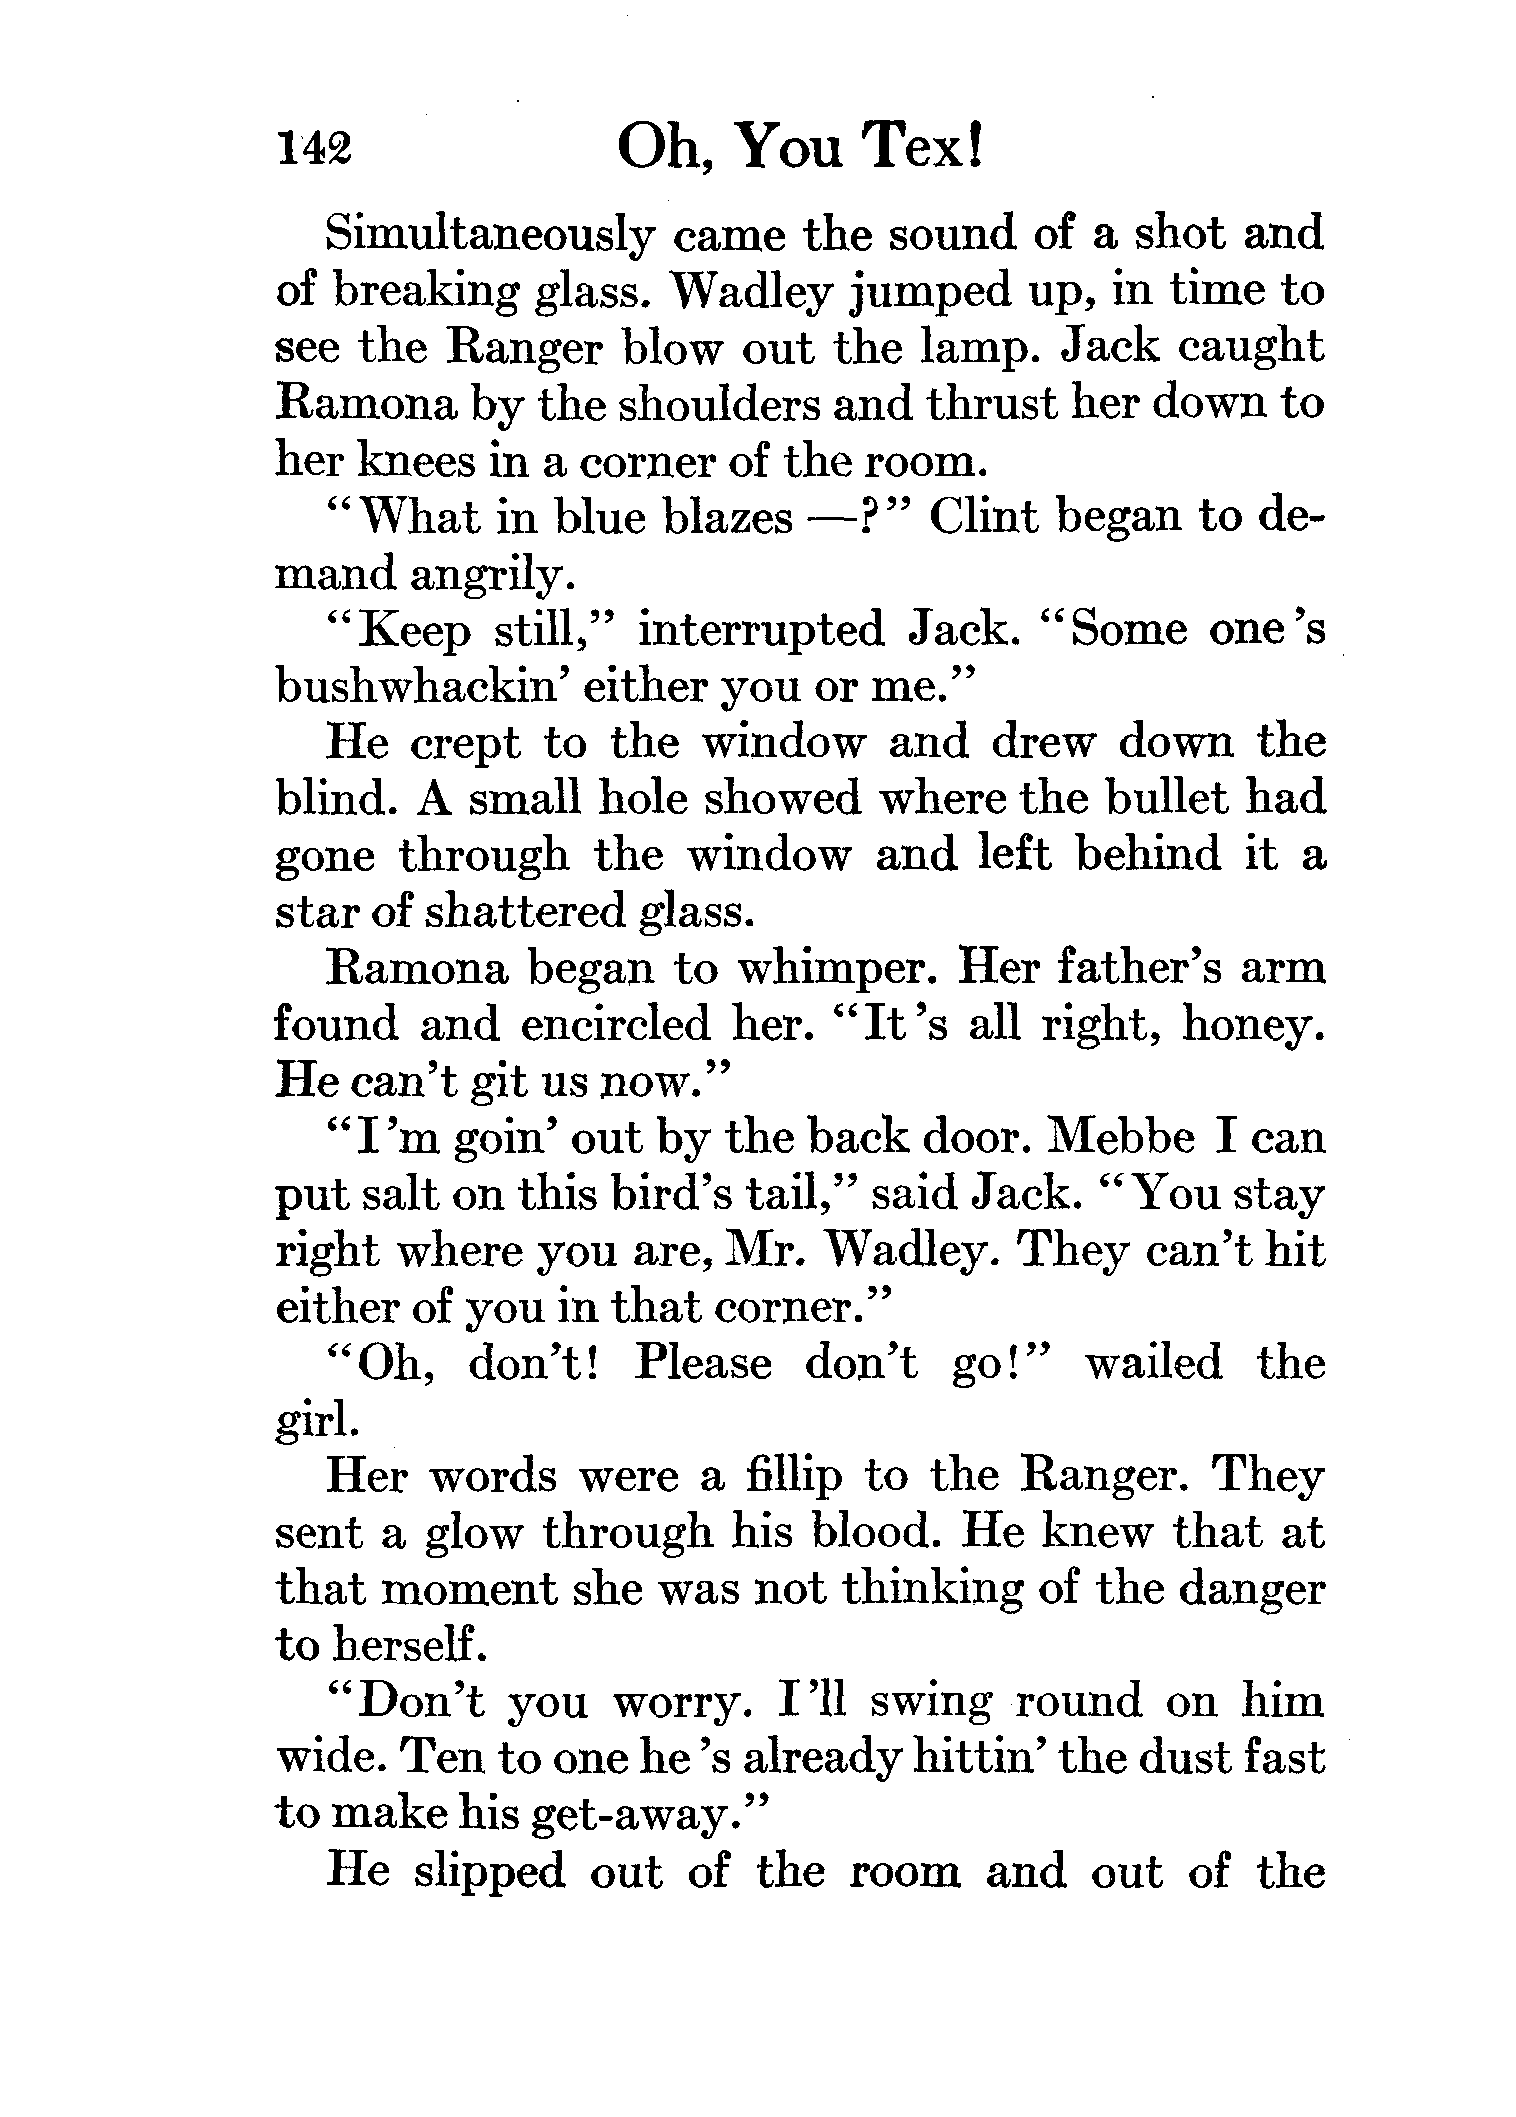 142 Oh, You Tex!
Simultaneously came the sound of a shot and
of breaking glass. Wadley jumped up, in time to
see the Ranger blow out the lamp. Jack caught
Ramona by the shoulders and thrust her down to
her knees in a corner of the room.
"What in blue blazes —?" Clint began to de-
mand angrily.
"Keep still," interrupted Jack. "Some one's
bushwhackin' either you or me."
He crept to the window and drew down the
blind. A small hole showed where the bullet had
gone through the window and left behind it a
star of shattered glass.
Ramona began to whimper. Her father's arm
found and encircled her. "It's all right, honey.
He can't git us now."
"I'm goin' out by the back door. Mebbe I can
put salt on this bird's tail," said Jack. "You stay
right where you are, Mr. Wadley. They can't hit
either of you in that corner."
"Oh, don't! Please don't go!" wailed the
girl.
Her words were a fillip to the Ranger. They
sent a glow through his blood. He knew that at
that moment she was not thinking of the danger
to herself.
"Don't you worry. I'll swing round on him
wide. Ten to one he's already hittin' the dust fast
to make his get-away."
He slipped out of the room and out of the